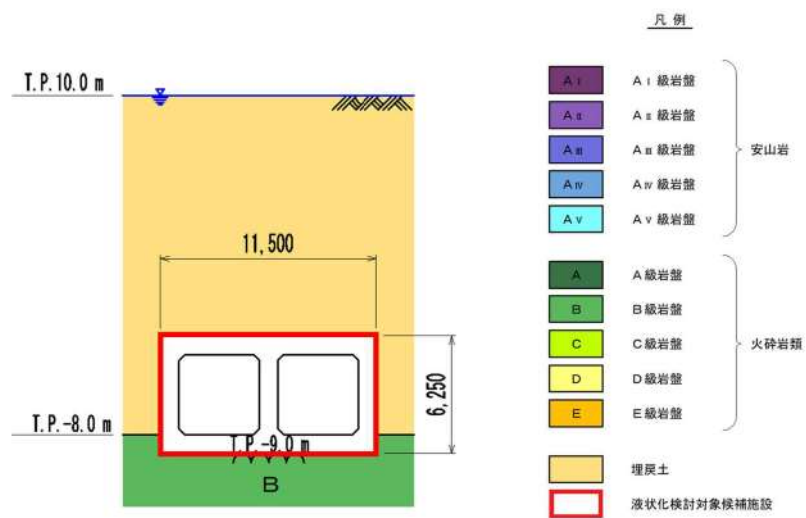 T.P.10.0 m
11,500
6,250
T.P.-8.0 m
T.P.-9.0 m
B
凡 例
AⅠ AⅠ級岩盤
AⅡ AⅡ級岩盤
AⅢ AⅢ級岩盤
AⅣ AⅣ級岩盤
AⅤ AⅤ級岩盤
安山岩
A A級岩盤
B B級岩盤
C C級岩盤
D D級岩盤
E E級岩盤
火砕岩類
埋戻土
液状化検討対象候補施設